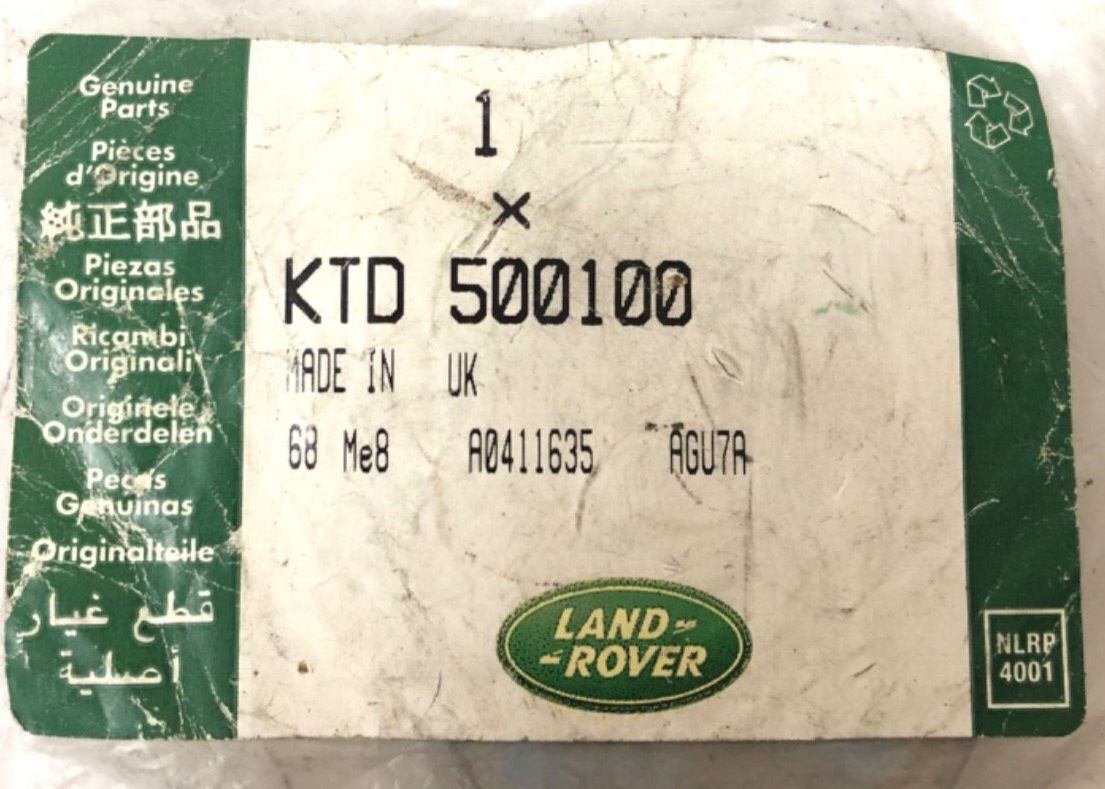 Genuine
Parts
Pièces
d'Origine
純正部品
Piezas
Originales
Ricambi
Originali
Originele
Onderdelen
Peças
Genuinas
Originalteile
قطع غيار
أصلية
1
×
KTD 500100
MADE IN UK
68 Me8 A0411635 AGU7A
LAND-
-ROVER
NLRP
4001